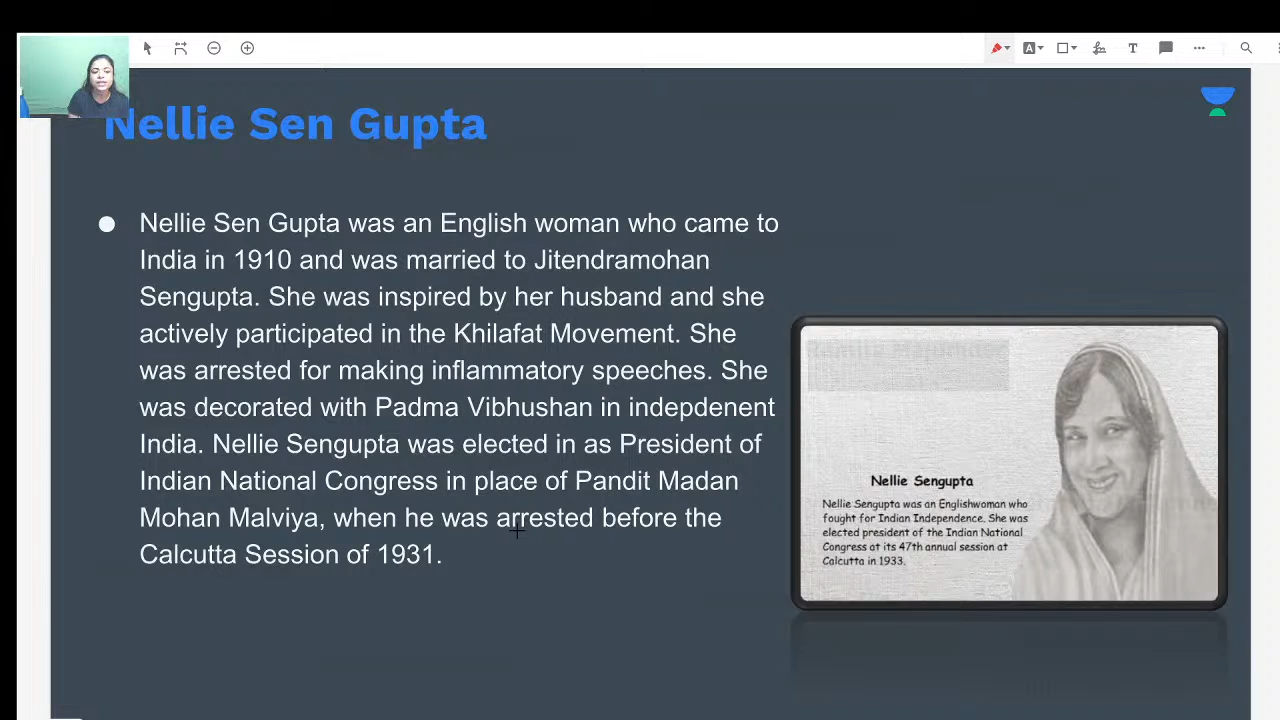 Nellie Sen Gupta
Nellie Sen Gupta was an English woman who came to
India in 1910 and was married to Jitendramohan
Sengupta. She was inspired by her husband and she
actively participated in the Khilafat Movement. She
was arrested for making inflammatory speeches. She
was decorated with Padma Vibhushan in indepdenent
India. Nellie Sengupta was elected in as President of
Indian National Congress in place of Pandit Madan
Mohan Malviya, when he was arrested before the
Calcutta Session of 1931.
Nellie Sengupta
Nellie Sengupta was an Englishwoman who
fought for Indian Independence. She was
elected president of the Indian National
Congress at its 47th annual session at
Calcutta in 1933.